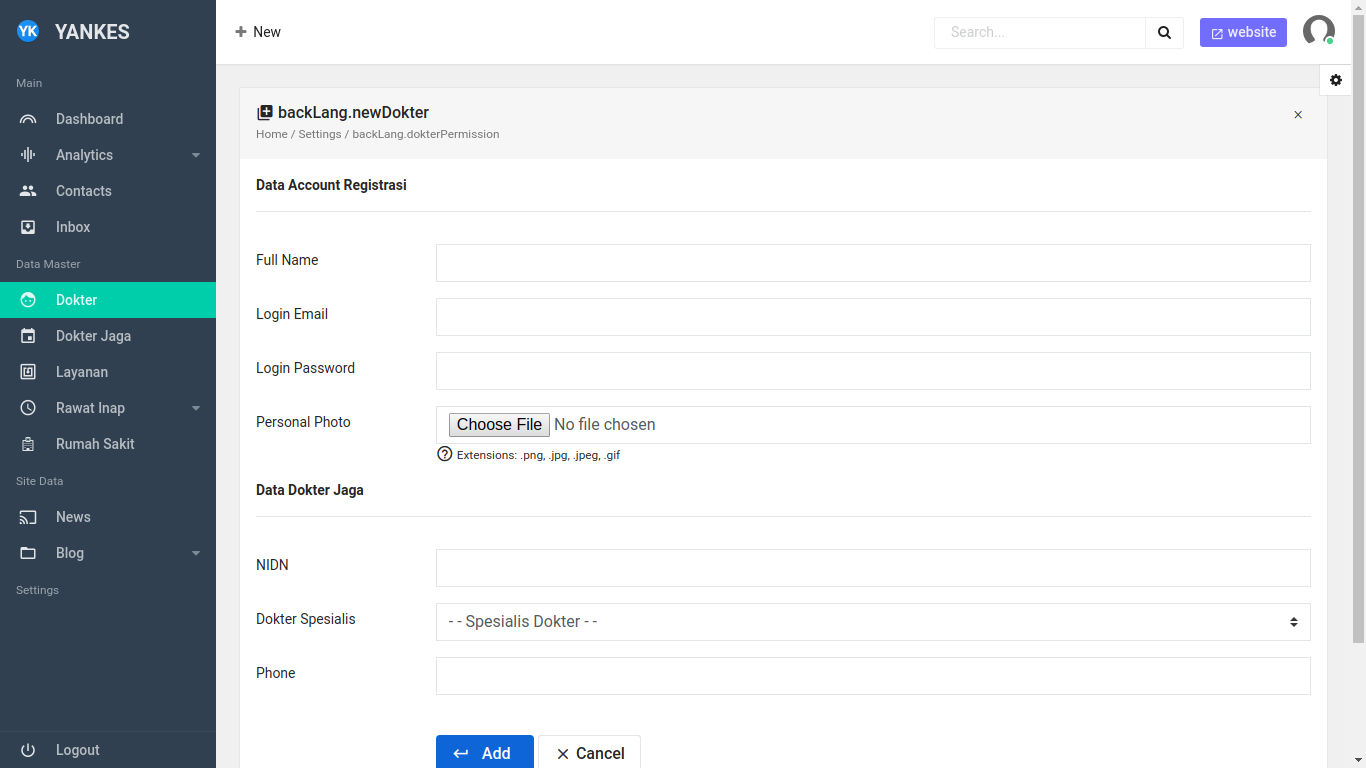 YK YANKES
Main
Dashboard
Analytics
Contacts
Inbox
Data Master
Dokter
Dokter Jaga
Layanan
Rawat Inap
Rumah Sakit
Site Data
News
Blog
Settings
Logout
+ New
Search...
website
backLang.newDokter
×
Home / Settings / backLang.dokterPermission
Data Account Registrasi
Full Name
Login Email
Login Password
Personal Photo
Choose File No file chosen
? Extensions: .png, .jpg, .jpeg, .gif
Data Dokter Jaga
NIDN
Dokter Spesialis
- - Spesialis Dokter - -
Phone
Add
× Cancel